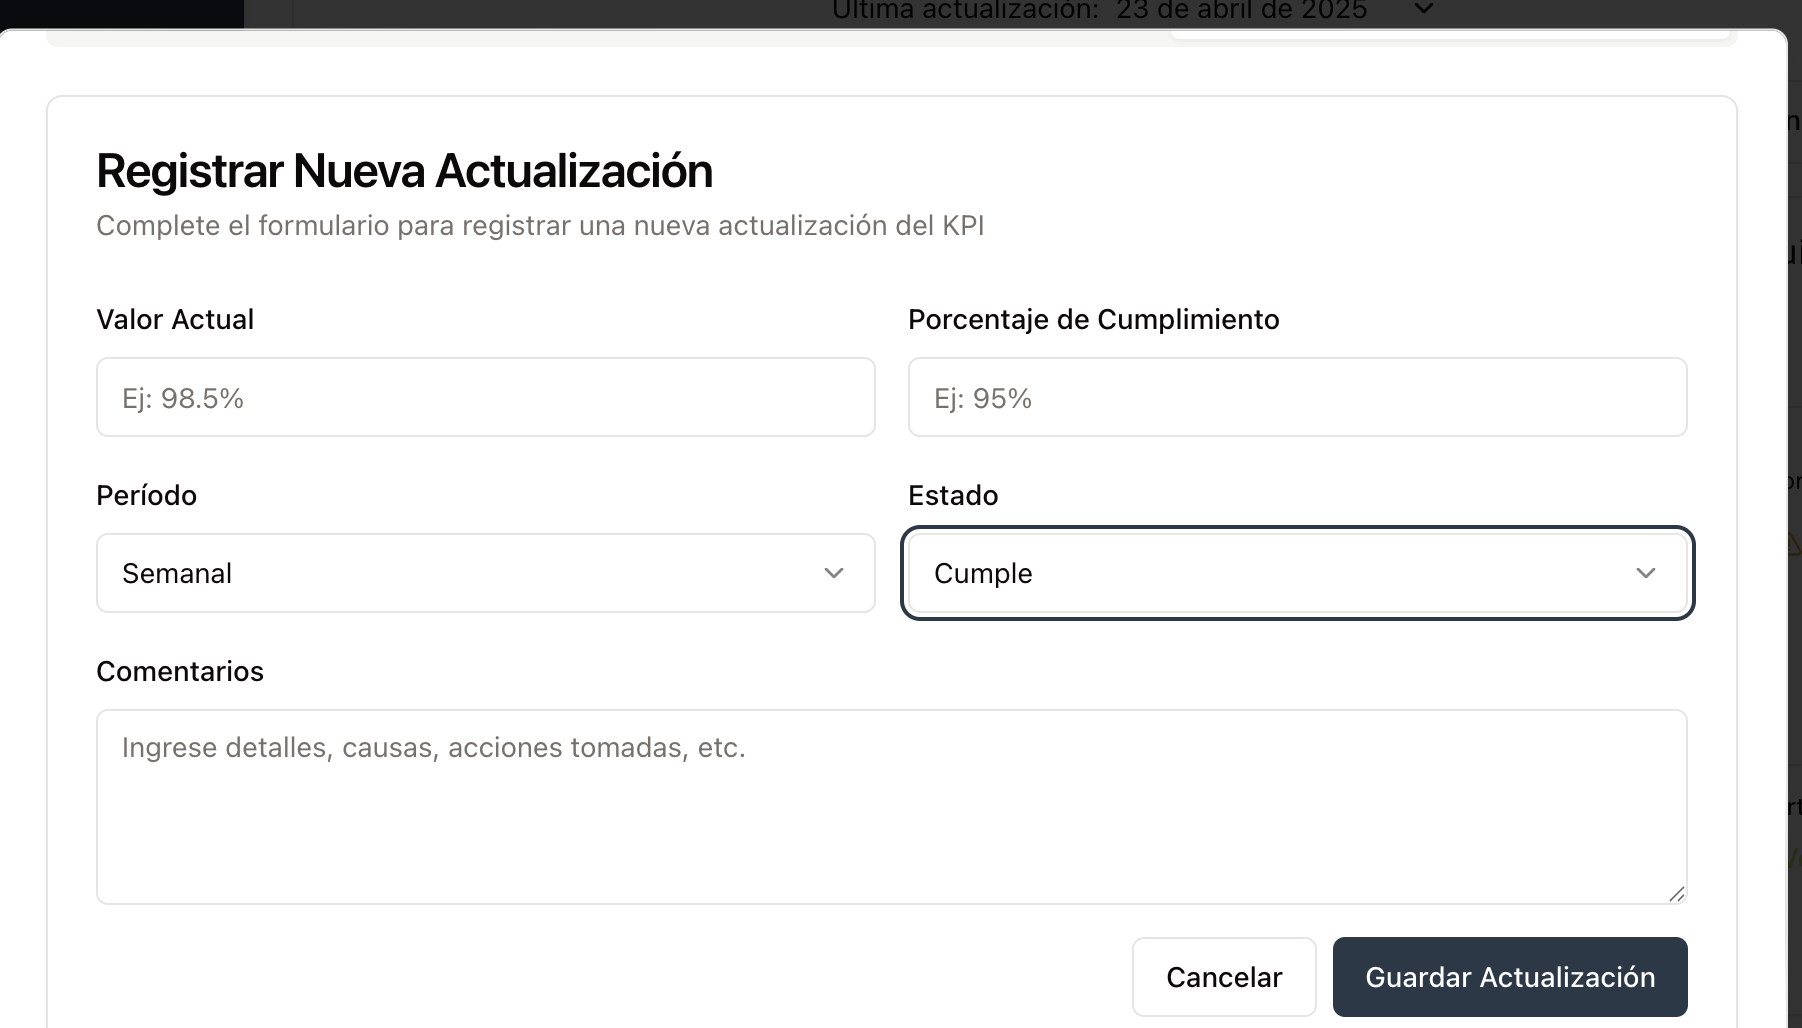 Última actualización: 23 de abril de 2025
Registrar Nueva Actualización
Complete el formulario para registrar una nueva actualización del KPI
Valor Actual
Porcentaje de Cumplimiento
Ej: 98.5%
Ej: 95%
Período
Estado
Semanal
Cumple
Comentarios
Ingrese detalles, causas, acciones tomadas, etc.
Cancelar
Guardar Actualización